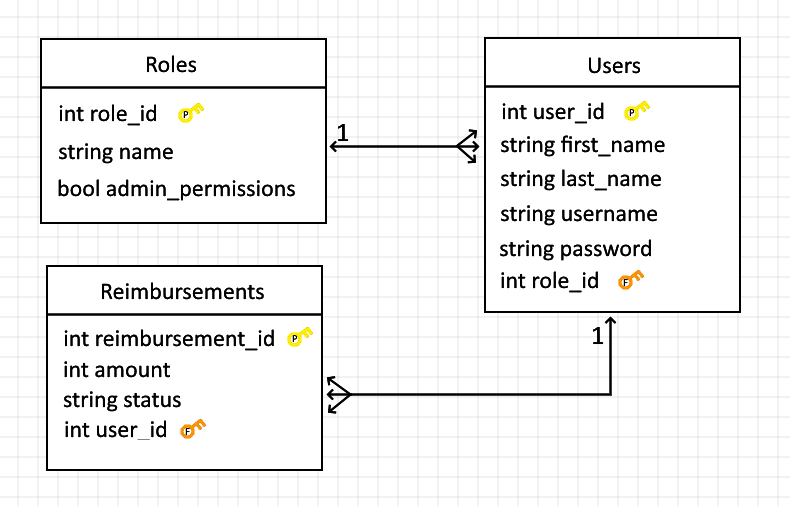 Roles
int role_id P
string name
bool admin_permissions
1
Users
int user_id P
string first_name
string last_name
string username
string password
int role_id F
Reimbursements
int reimbursement_id P
int amount
string status
int user_id F
1